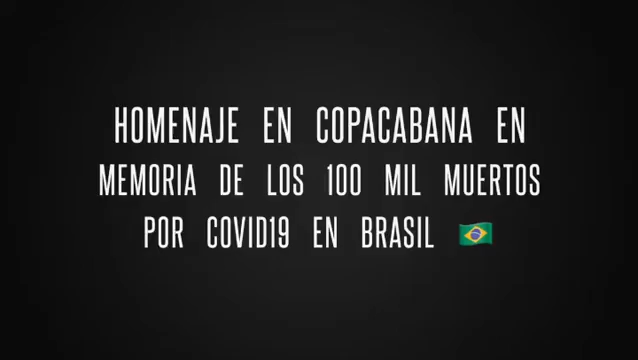 HOMENAJE EN COPACABANA EN
MEMORIA DE LOS 100 MIL MUERTOS
POR COVID19 EN BRASIL 🇧🇷